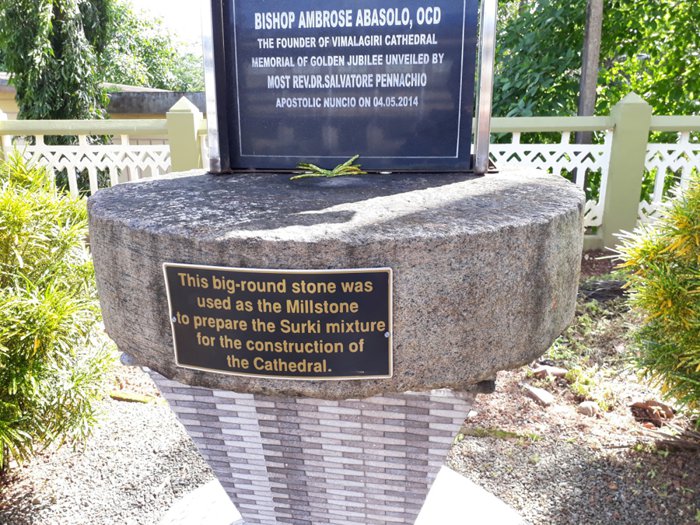 BISHOP AMBROSE ABASOLO, OCD
THE FOUNDER OF VIMALAGIRI CATHEDRAL
MEMORIAL OF GOLDEN JUBILEE UNVEILED BY
MOST REV.DR.SALVATORE PENNACHIO
APOSTOLIC NUNCIO ON 04.05.2014
This big-round stone was
used as the Millstone
to prepare the Surki mixture
for the construction of
the Cathedral.